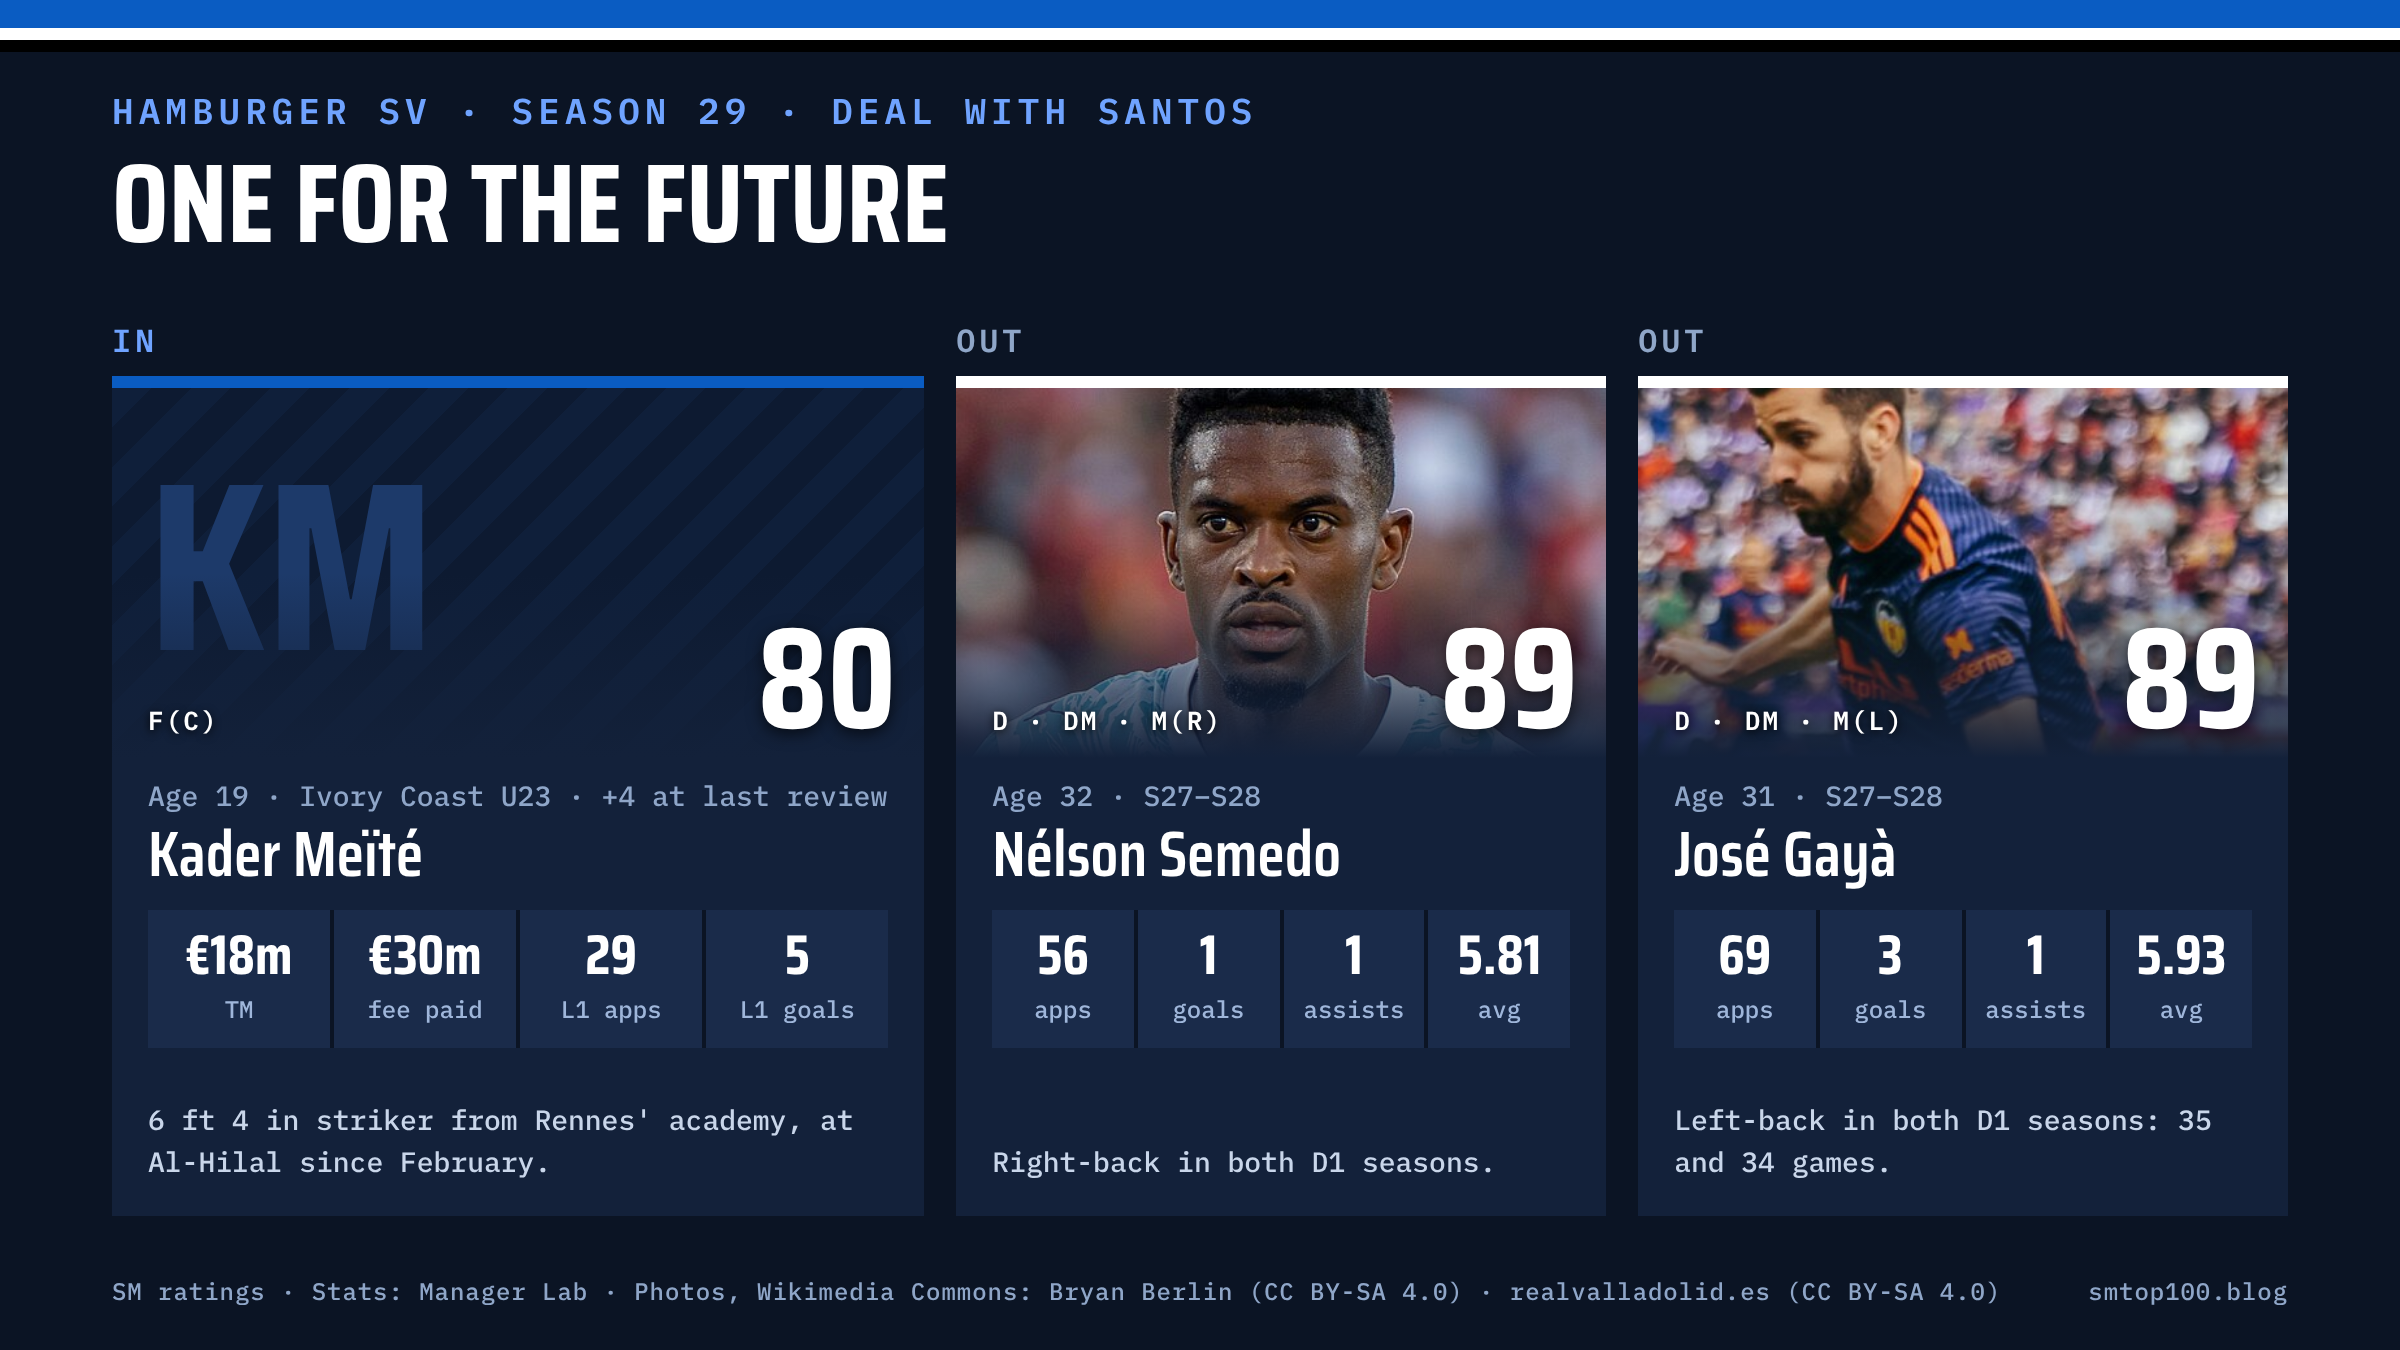 HAMBURGER SV · SEASON 29 · DEAL WITH SANTOS
ONE FOR THE FUTURE
IN
KM
F(C)
80
Age 19 · Ivory Coast U23 · +4 at last review
Kader Meïté
€18m TM
€30m fee paid
29 L1 apps
5 L1 goals
6 ft 4 in striker from Rennes' academy, at
Al-Hilal since February.
OUT
D · DM · M(R)
89
Age 32 · S27–S28
Nélson Semedo
56 apps
1 goals
1 assists
5.81 avg
Right-back in both D1 seasons.
OUT
D · DM · M(L)
89
Age 31 · S27–S28
José Gayà
69 apps
3 goals
1 assists
5.93 avg
Left-back in both D1 seasons: 35
and 34 games.
SM ratings · Stats: Manager Lab · Photos, Wikimedia Commons: Bryan Berlin (CC BY-SA 4.0) · realvalladolid.es (CC BY-SA 4.0)
smtop100.blog